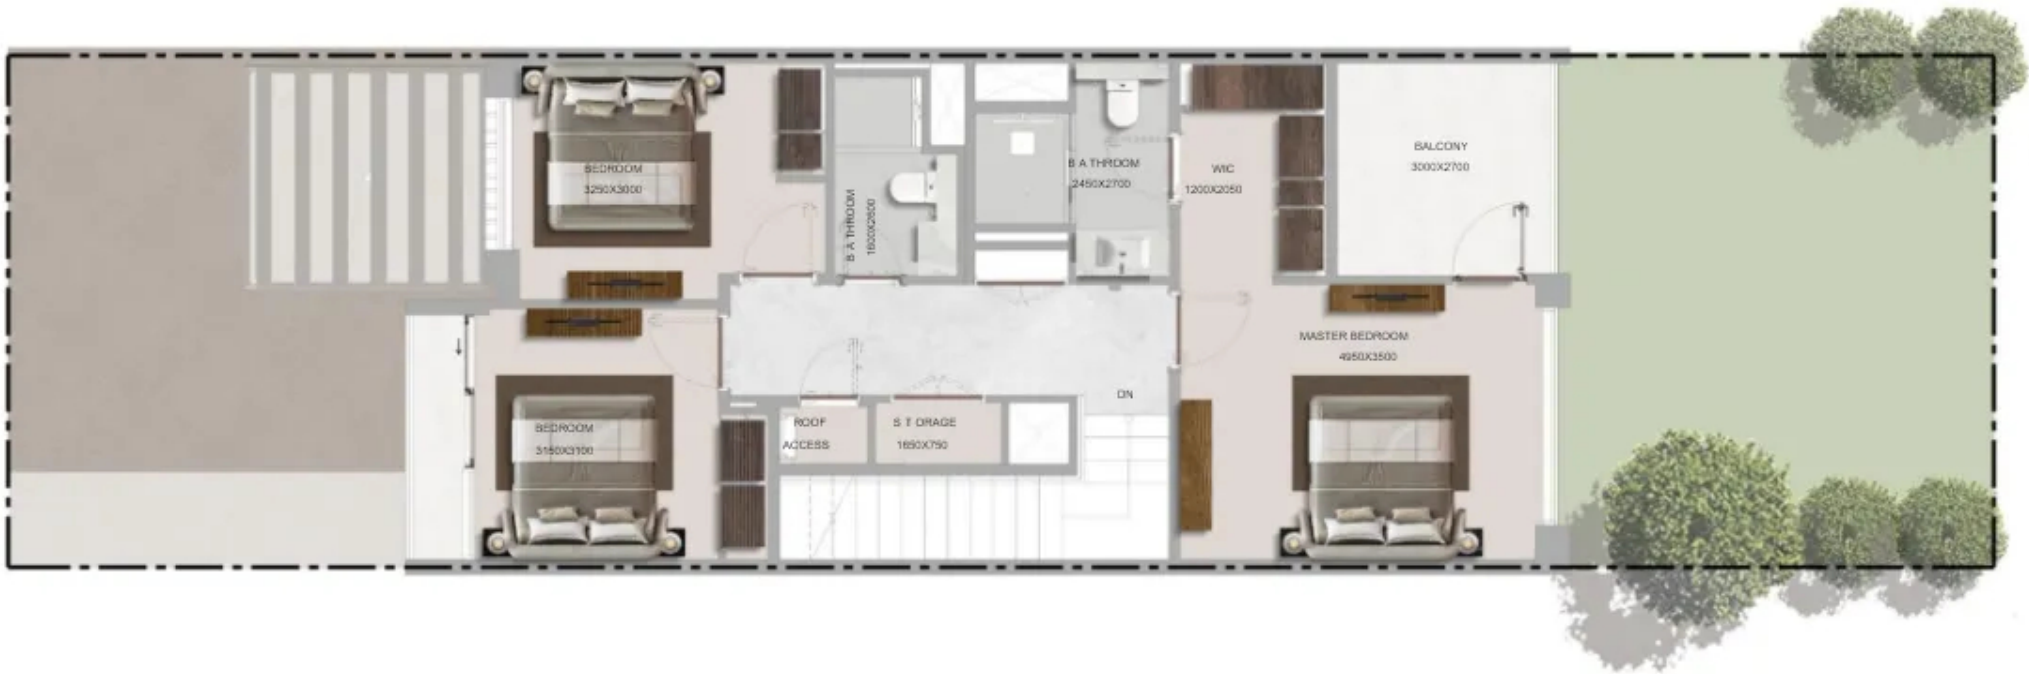 BEDROOM
3250X3000
B A THROOM
1600X2600
B A THROOM
2450X2700
WIC
1200X2050
BALCONY
3000X2700
MASTER BEDROOM
4950X3500
DN
BEDROOM
3150X3100
ROOF
ACCESS
S T ORAGE
1650X750